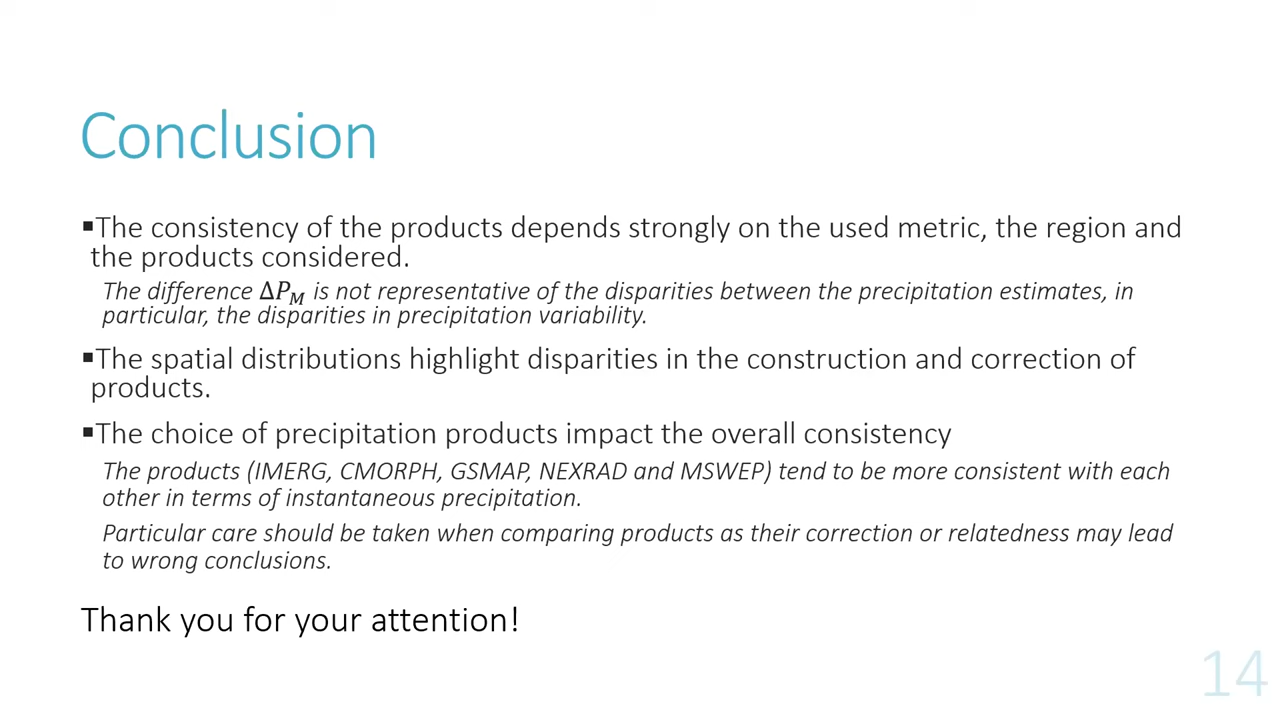 Conclusion
▪The consistency of the products depends strongly on the used metric, the region and
the products considered.
The difference ΔP_M is not representative of the disparities between the precipitation estimates, in
particular, the disparities in precipitation variability.
▪The spatial distributions highlight disparities in the construction and correction of
products.
▪The choice of precipitation products impact the overall consistency
The products (IMERG, CMORPH, GSMAP, NEXRAD and MSWEP) tend to be more consistent with each
other in terms of instantaneous precipitation.
Particular care should be taken when comparing products as their correction or relatedness may lead
to wrong conclusions.
Thank you for your attention!
14